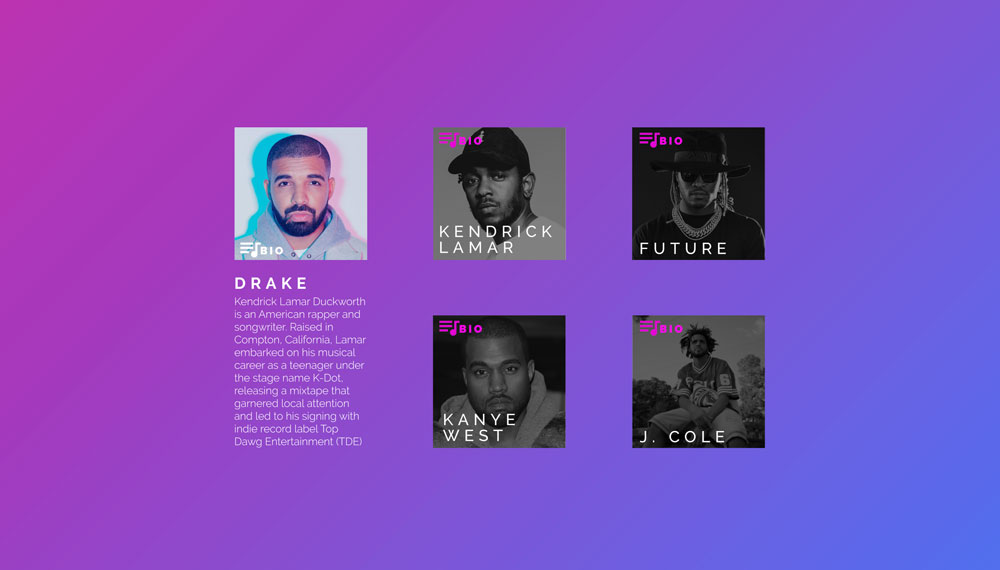 BIO
DRAKE
Kendrick Lamar Duckworth
is an American rapper and
songwriter. Raised in
Compton, California, Lamar
embarked on his musical
career as a teenager under
the stage name K-Dot,
releasing a mixtape that
garnered local attention
and led to his signing with
indie record label Top
Dawg Entertainment (TDE)
BIO
KENDRICK
LAMAR
BIO
FUTURE
BIO
KANYE
WEST
BIO
J. COLE